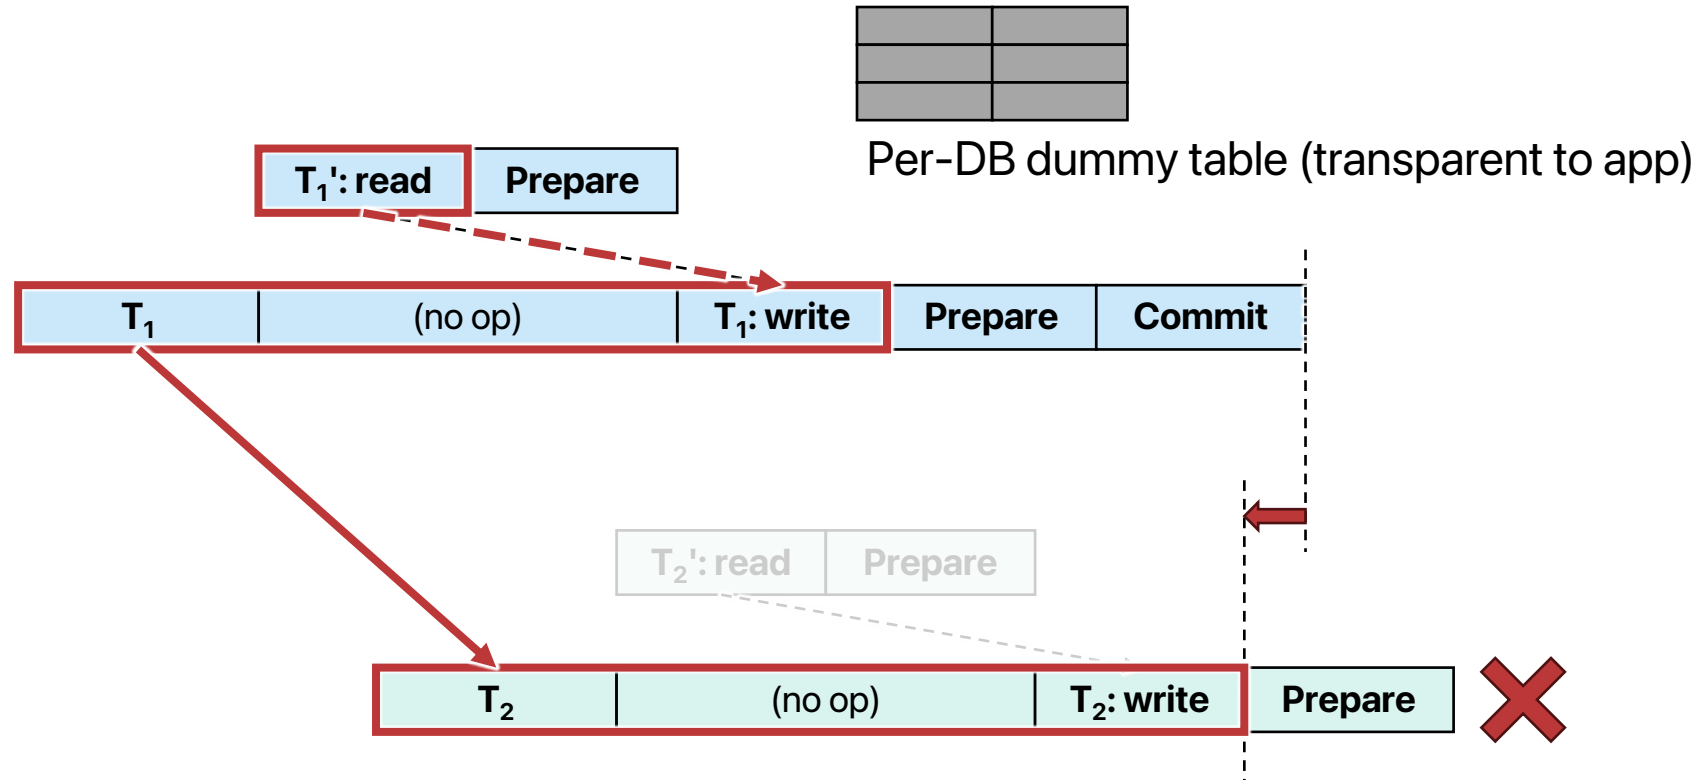 Per-DB dummy table (transparent to app)
T₁': read Prepare
T₁ (no op) T₁: write Prepare Commit
T₂': read Prepare
T₂ (no op) T₂: write Prepare